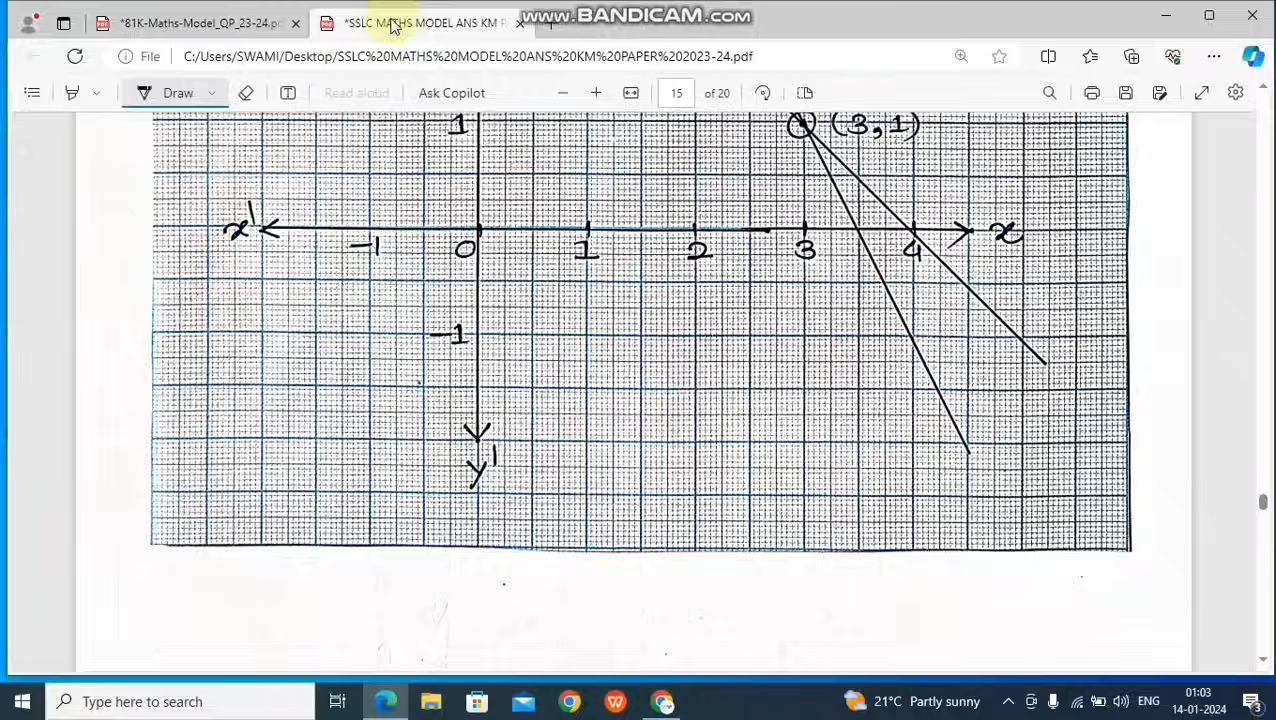 www.BANDICAM.com
*81K-Maths-Model_QP_23-24.pd
*SSLC MATHS MODEL ANS KM P
File
C:/Users/SWAMI/Desktop/SSLC%20MATHS%20MODEL%20ANS%20KM%20PAPER%202023-24.pdf
Draw
Read aloud
Ask Copilot
15 of 20
1
(3,1)
x'
-1 0 1 2 3 4
x
-1
y'
Type here to search
21°C Partly sunny
ENG
01:03
14-01-2024
3